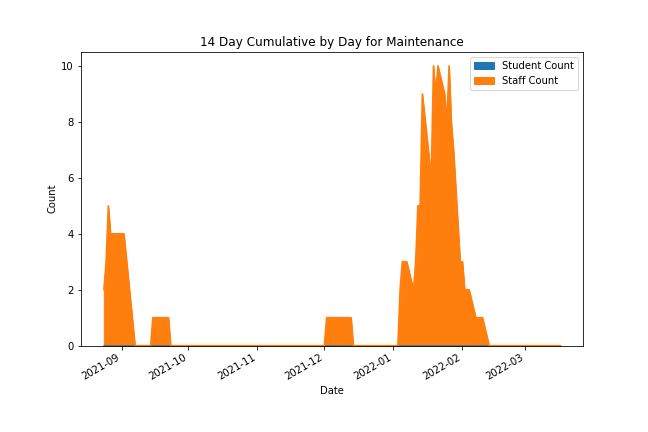 14 Day Cumulative by Day for Maintenance
Student Count
Staff Count
10
8
6
4
2
0
Count
2021-09
2021-10
2021-11
2021-12
2022-01
2022-02
2022-03
Date